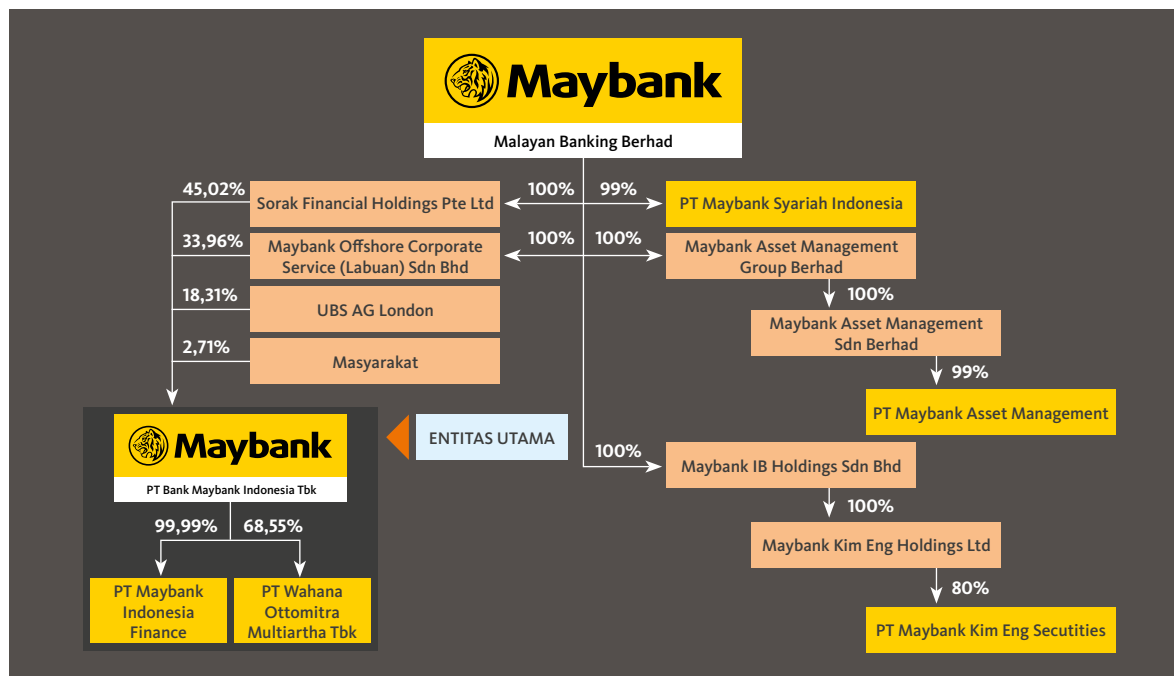 Maybank
Malayan Banking Berhad
45,02%
Sorak Financial Holdings Pte Ltd
100%
99%
PT Maybank Syariah Indonesia
33,96%
Maybank Offshore Corporate
Service (Labuan) Sdn Bhd
100%
100%
Maybank Asset Management
Group Berhad
18,31%
UBS AG London
100%
Maybank Asset Management
Sdn Berhad
2,71%
Masyarakat
99%
PT Maybank Asset Management
Maybank
PT Bank Maybank Indonesia Tbk
ENTITAS UTAMA
100%
Maybank IB Holdings Sdn Bhd
100%
Maybank Kim Eng Holdings Ltd
99,99%
68,55%
PT Maybank
Indonesia
Finance
PT Wahana
Ottomitra
Multiartha Tbk
80%
PT Maybank Kim Eng Secutities